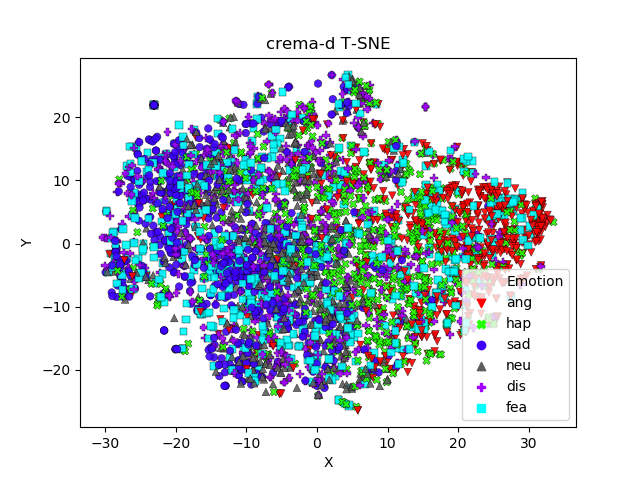 crema-d T-SNE
Y
20
10
0
−10
−20
−30
−20
−10
0
10
20
30
X
Emotion
ang
hap
sad
neu
dis
fea